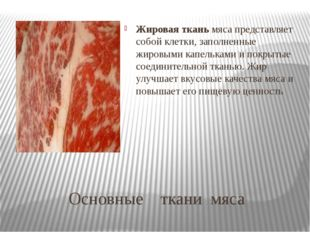 Жировая ткань мяса представляет
собой клетки, заполненные
жировыми капельками и покрытые
соединительной тканью. Жир
улучшает вкусовые качества мяса и
повышает его пищевую ценность
Основные ткани мяса